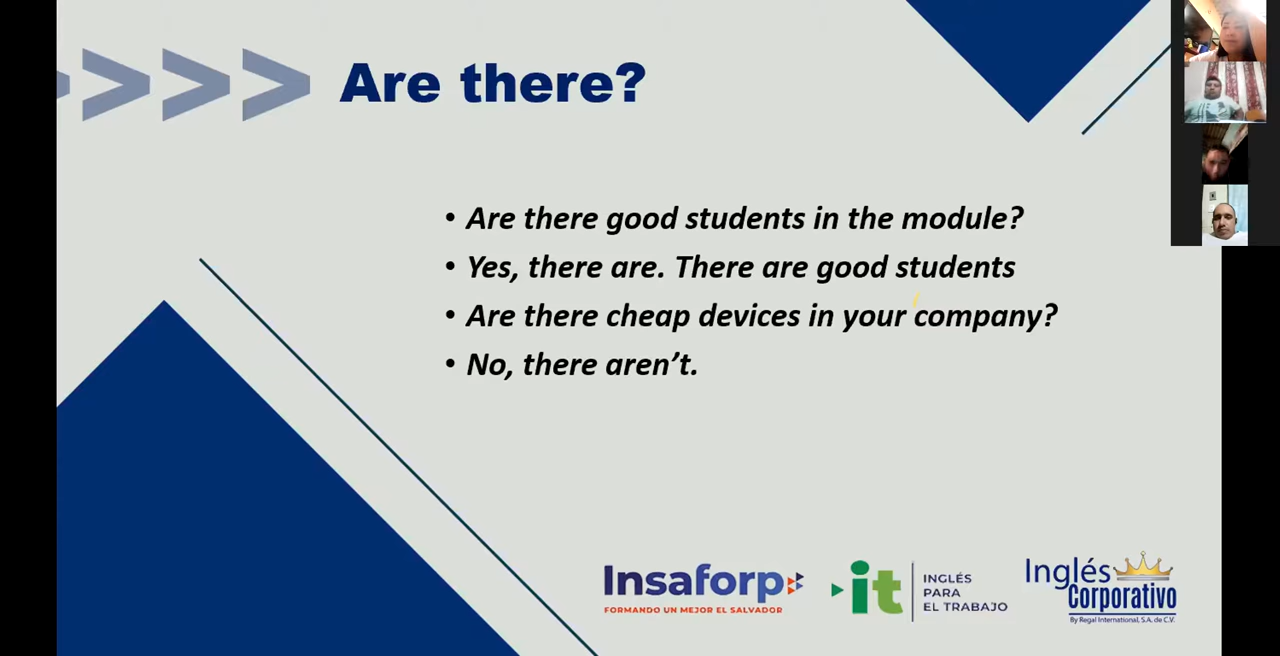 Are there?
• Are there good students in the module?
• Yes, there are. There are good students
• Are there cheap devices in your company?
• No, there aren’t.
Insaforp
FORMANDO UN MEJOR EL SALVADOR
it
INGLÉS
PARA
EL TRABAJO
Inglés
Corporativo
By Regal International, S.A. de C.V.